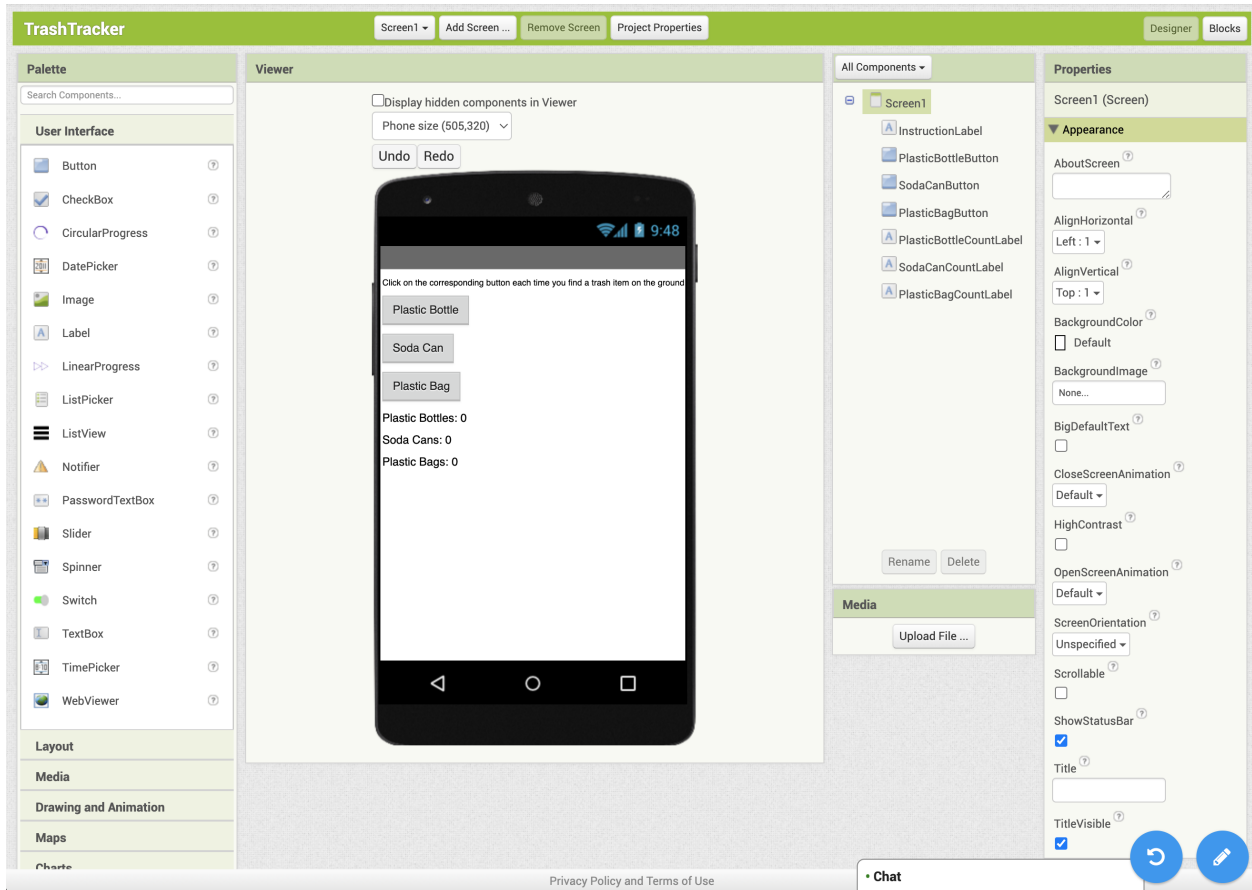 TrashTracker
Screen1
Add Screen ...
Remove Screen
Project Properties
Designer
Blocks
Palette
Search Components...
User Interface
Button
CheckBox
CircularProgress
DatePicker
Image
Label
LinearProgress
ListPicker
ListView
Notifier
PasswordTextBox
Slider
Spinner
Switch
TextBox
TimePicker
WebViewer
Layout
Media
Drawing and Animation
Maps
Charts
Viewer
Display hidden components in Viewer
Phone size (505,320)
Undo
Redo
9:48
Click on the corresponding button each time you find a trash item on the ground
Plastic Bottle
Soda Can
Plastic Bag
Plastic Bottles: 0
Soda Cans: 0
Plastic Bags: 0
All Components
Screen1
InstructionLabel
PlasticBottleButton
SodaCanButton
PlasticBagButton
PlasticBottleCountLabel
SodaCanCountLabel
PlasticBagCountLabel
Rename
Delete
Media
Upload File ...
Properties
Screen1 (Screen)
Appearance
AboutScreen
AlignHorizontal
Left : 1
AlignVertical
Top : 1
BackgroundColor
Default
BackgroundImage
None...
BigDefaultText
CloseScreenAnimation
Default
HighContrast
OpenScreenAnimation
Default
ScreenOrientation
Unspecified
Scrollable
ShowStatusBar
Title
TitleVisible
Privacy Policy and Terms of Use
Chat